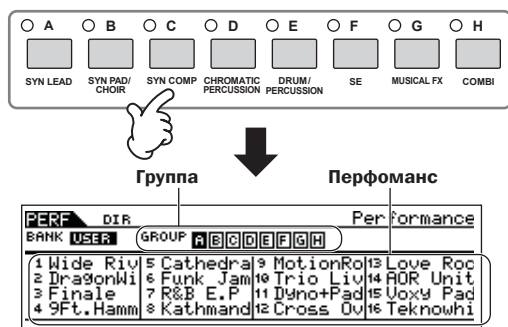 A B C D E F G H
SYN LEAD SYN PAD/ CHOIR SYN COMP CHROMATIC PERCUSSION DRUM/ PERCUSSION SE MUSICAL FX COMBI
Группа Перфоманс
PERF DIR Performance
BANK USER GROUP A B C D E F G H
1 Wide Riv 5 Cathedra 9 MotionRo 13 Love Roc
2 Dra9onWi 6 Funk Jam 10 Trio Liv 14 AOR Unit
3 Finale 7 R&B E.P 11 Dyno+Pad 15 Voxy Pad
4 9Ft.Hamm 8 Kathmand 12 Cross Ov 16 Teknowhi